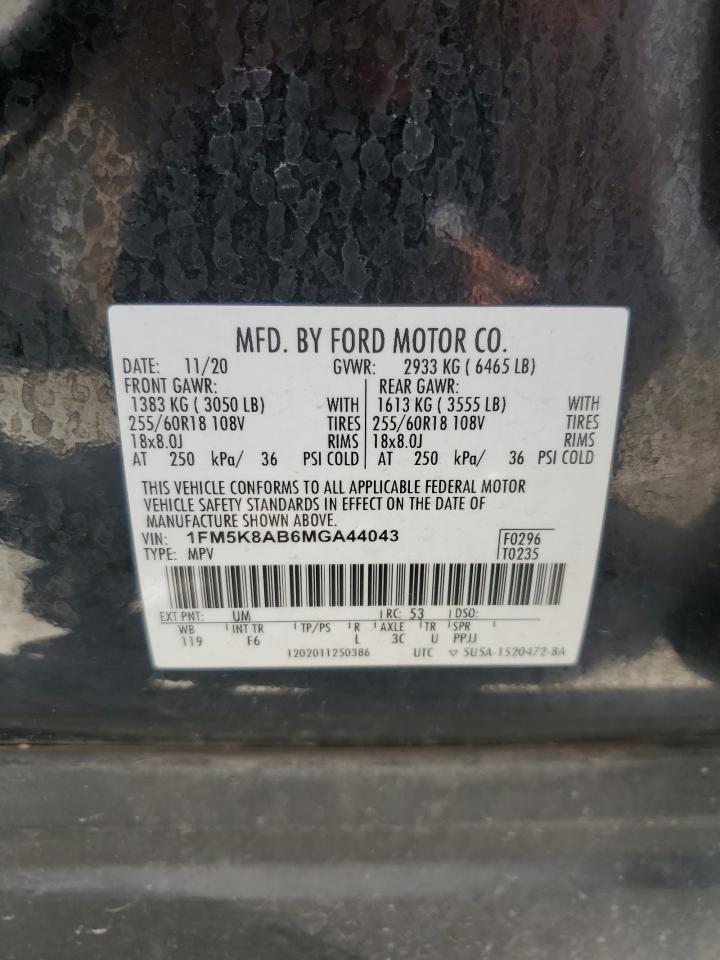 MFD. BY FORD MOTOR CO.
DATE: 11/20 GVWR: 2933 KG ( 6465 LB)
FRONT GAWR: REAR GAWR:
1383 KG ( 3050 LB) WITH 1613 KG ( 3555 LB) WITH
255/60R18 108V TIRES 255/60R18 108V TIRES
18x8.0J RIMS 18x8.0J RIMS
AT 250 kPa/ 36 PSI COLD AT 250 kPa/ 36 PSI COLD
THIS VEHICLE CONFORMS TO ALL APPLICABLE FEDERAL MOTOR
VEHICLE SAFETY STANDARDS IN EFFECT ON THE DATE OF
MANUFACTURE SHOWN ABOVE.
VIN: 1FM5K8AB6MGA44043 F0296
TYPE: MPV T0235
EXT PNT: UM RC: 53 DSO:
WB INT TR TP/PS R AXLE TR SPR
119 F6 L 3C U PPJJ
1202011250386 UTC ▽ 5U5A-1520472-BA